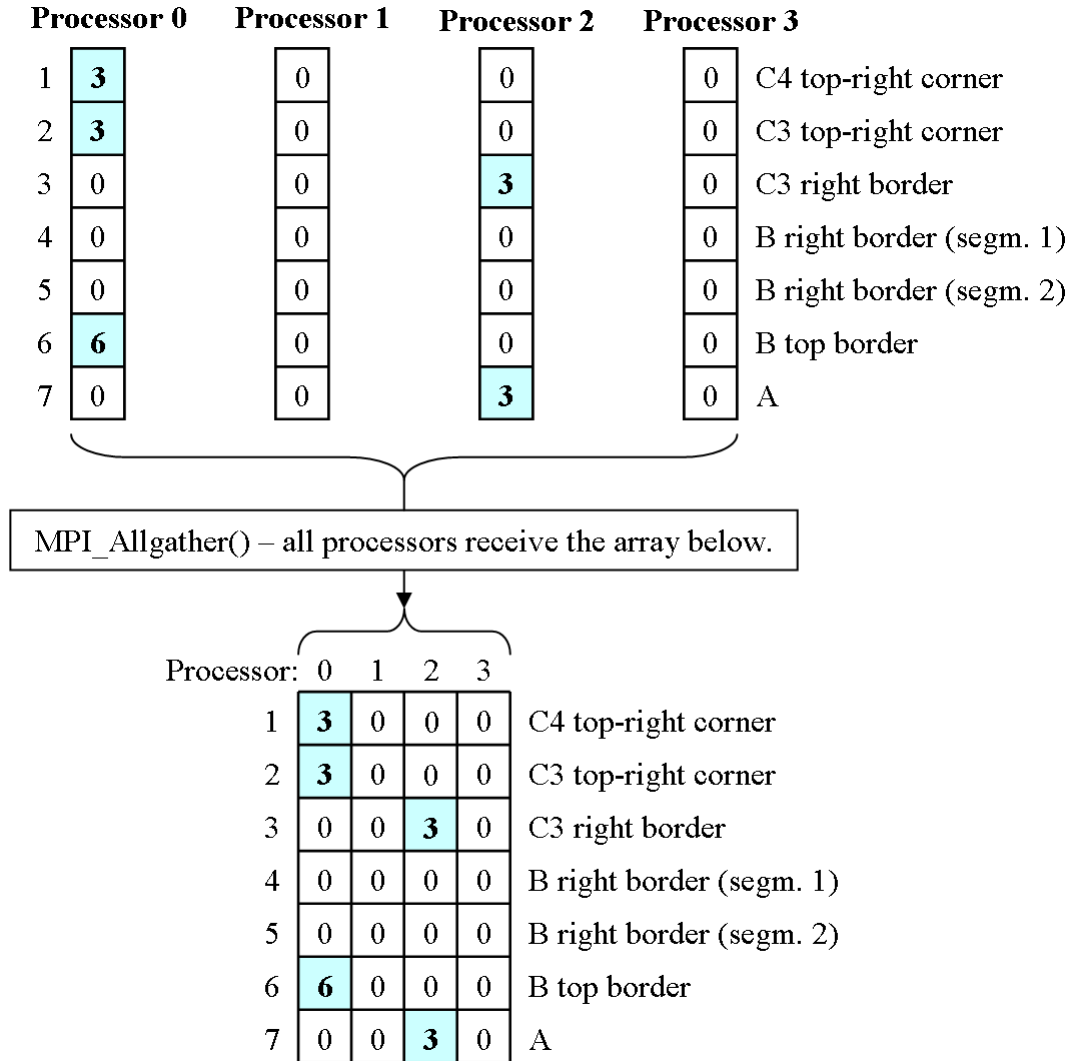 Processor 0 Processor 1 Processor 2 Processor 3
1 3 0 0 0 C4 top-right corner
2 3 0 0 0 C3 top-right corner
3 0 0 3 0 C3 right border
4 0 0 0 0 B right border (segm. 1)
5 0 0 0 0 B right border (segm. 2)
6 6 0 0 0 B top border
7 0 0 3 0 A
MPI_Allgather() – all processors receive the array below.
Processor: 0 1 2 3
1 3 0 0 0 C4 top-right corner
2 3 0 0 0 C3 top-right corner
3 0 0 3 0 C3 right border
4 0 0 0 0 B right border (segm. 1)
5 0 0 0 0 B right border (segm. 2)
6 6 0 0 0 B top border
7 0 0 3 0 A